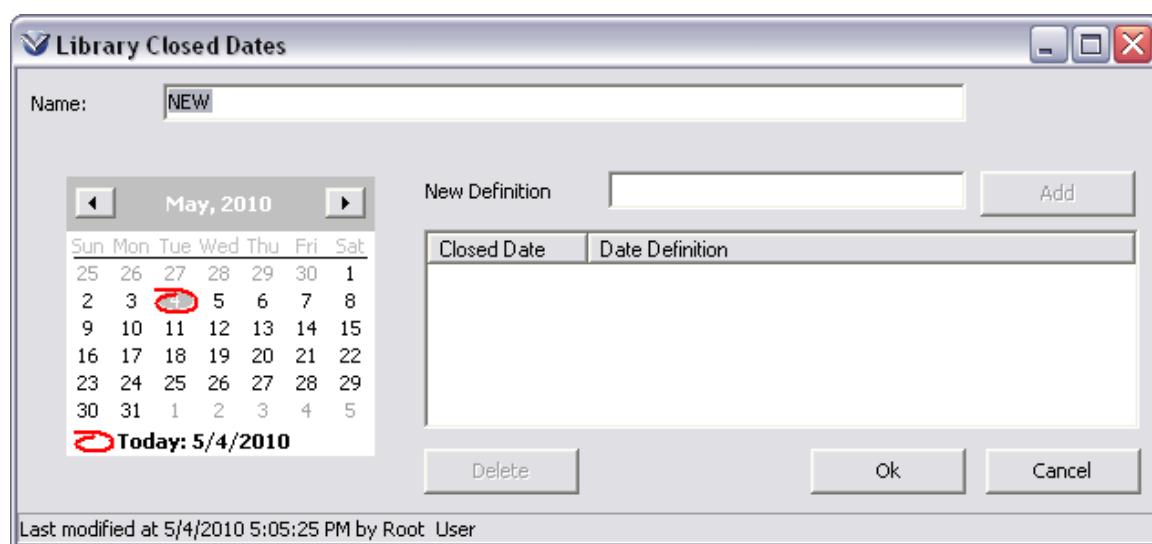 Library Closed Dates
Name: NEW
New Definition Add
May, 2010
Closed Date Date Definition
Sun Mon Tue Wed Thu Fri Sat
25 26 27 28 29 30 1
2 3 4 5 6 7 8
9 10 11 12 13 14 15
16 17 18 19 20 21 22
23 24 25 26 27 28 29
30 31 1 2 3 4 5
Today: 5/4/2010
Delete Ok Cancel
Last modified at 5/4/2010 5:05:25 PM by Root User